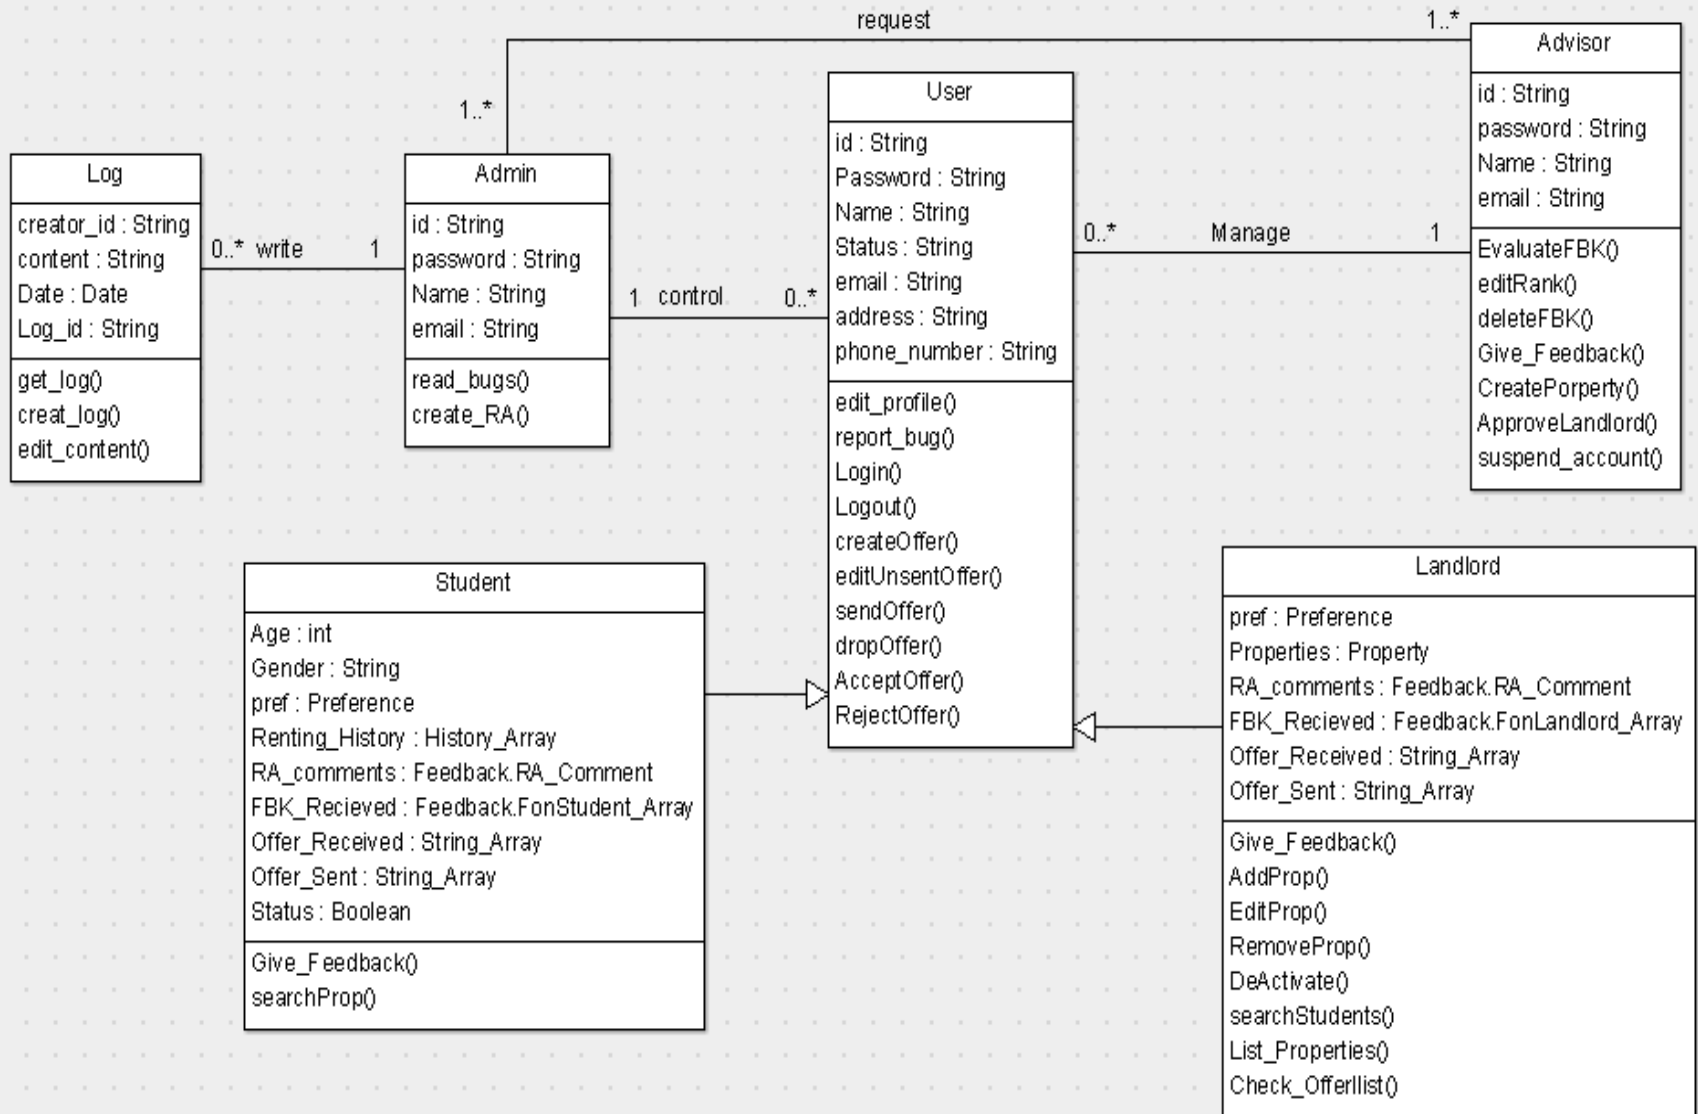 request
1..*
1..*
Log
creator_id : String
content : String
Date : Date
Log_id : String
get_log()
creat_log()
edit_content()
0..* write 1
Admin
id : String
password : String
Name : String
email : String
read_bugs()
create_RA()
1 control 0..*
User
id : String
Password : String
Name : String
Status : String
email : String
address : String
phone_number : String
edit_profile()
report_bug()
Login()
Logout()
createOffer()
editUnsentOffer()
sendOffer()
dropOffer()
AcceptOffer()
RejectOffer()
0..* Manage 1
Advisor
id : String
password : String
Name : String
email : String
EvaluateFBK()
editRank()
deleteFBK()
Give_Feedback()
CreatePorperty()
ApproveLandlord()
suspend_account()
Student
Age : int
Gender : String
pref : Preference
Renting_History : History_Array
RA_comments : Feedback.RA_Comment
FBK_Recieved : Feedback.FonStudent_Array
Offer_Received : String_Array
Offer_Sent : String_Array
Status : Boolean
Give_Feedback()
searchProp()
Landlord
pref : Preference
Properties : Property
RA_comments : Feedback.RA_Comment
FBK_Recieved : Feedback.FonLandlord_Array
Offer_Received : String_Array
Offer_Sent : String_Array
Give_Feedback()
AddProp()
EditProp()
RemoveProp()
DeActivate()
searchStudents()
List_Properties()
Check_Offerllist()